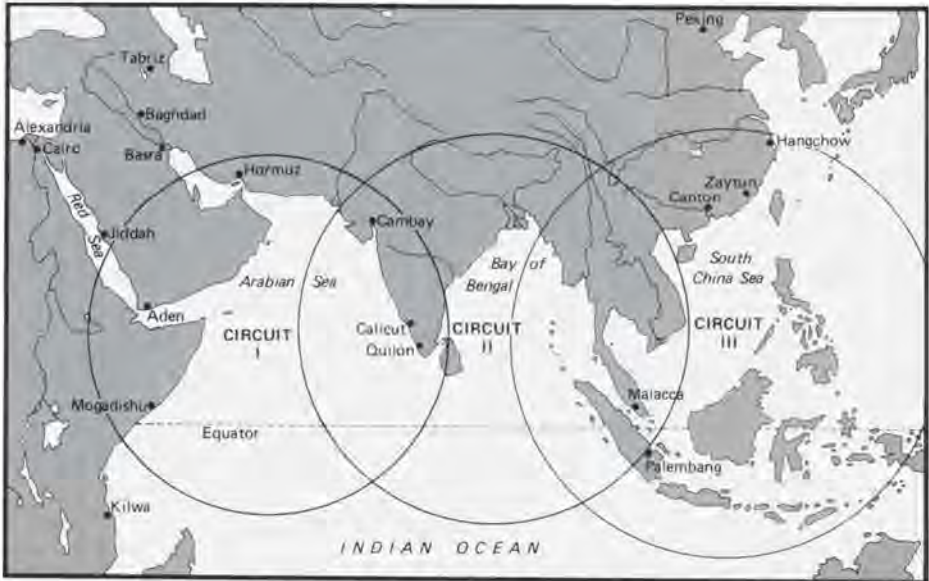 Peking
Tabriz
Baghdad
Alexandria
Cairo
Basra
Hormuz
Hangchow
Zaytun
Canton
Cambay
Red Sea
Jiddah
Arabian Sea
Bay of
Bengal
South
China Sea
Aden
CIRCUIT
I
Calicut
Quilon
CIRCUIT
II
CIRCUIT
III
Mogadishu
Malacca
Equator
Palembang
Kilwa
INDIAN OCEAN